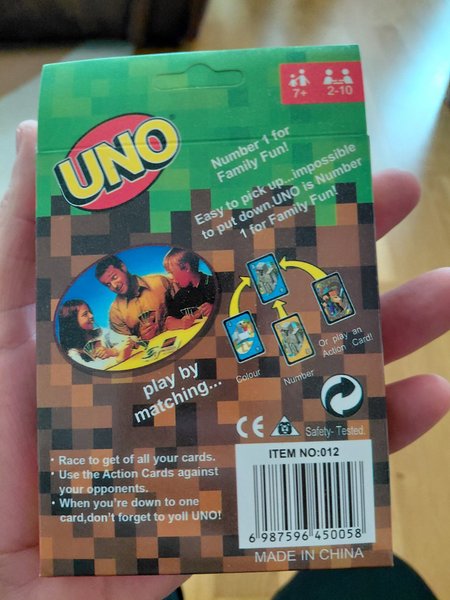 UNO
7+ 2-10
Number 1 for
Family Fun!
Easy to pick up...impossible
to put down.UNO is Number
1 for Family Fun!
play by
matching...
Colour
Number
Or play an
Action Card!
CE
Safety- Tested.
· Race to get of all your cards.
· Use the Action Cards against
your opponents.
· When you're down to one
card,don't forget to yoll UNO!
ITEM NO:012
6 987596 450058
MADE IN CHINA